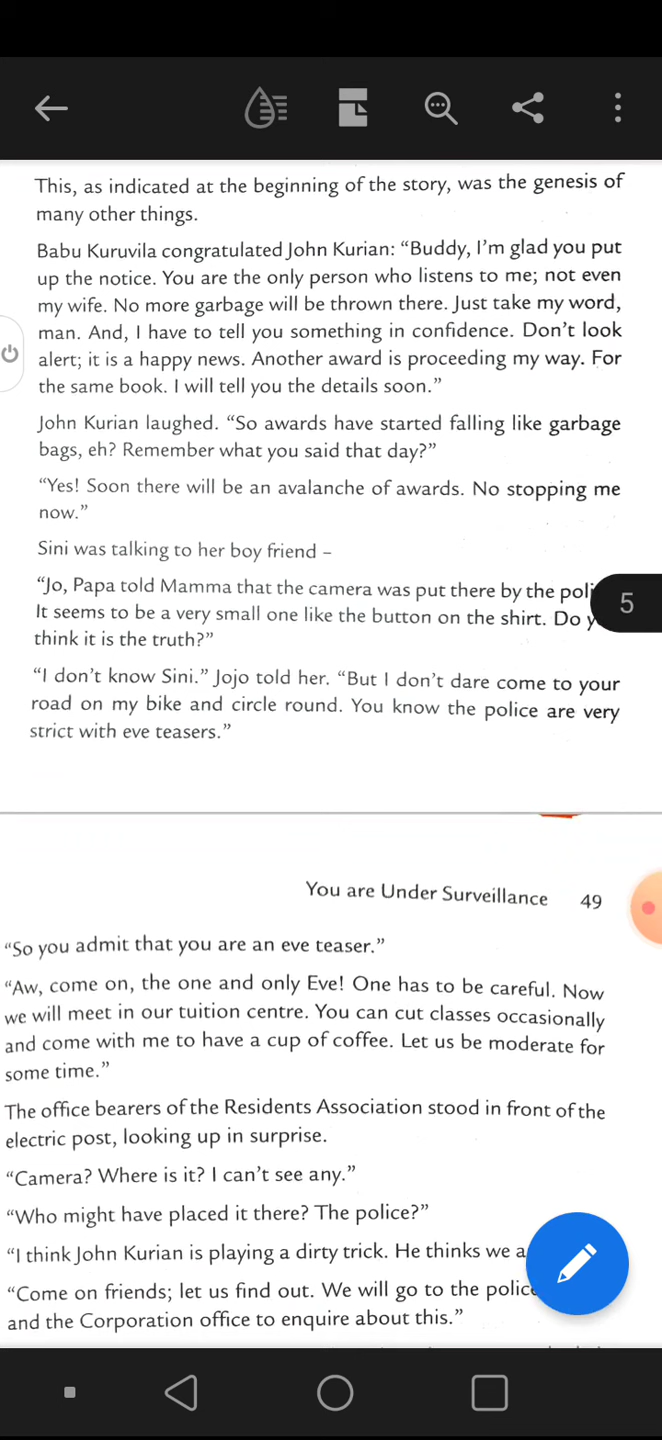 This, as indicated at the beginning of the story, was the genesis of
many other things.
Babu Kuruvila congratulated John Kurian: “Buddy, I’m glad you put
up the notice. You are the only person who listens to me; not even
my wife. No more garbage will be thrown there. Just take my word,
man. And, I have to tell you something in confidence. Don’t look
alert; it is a happy news. Another award is proceeding my way. For
the same book. I will tell you the details soon.”
John Kurian laughed. “So awards have started falling like garbage
bags, eh? Remember what you said that day?”
“Yes! Soon there will be an avalanche of awards. No stopping me
now.”
Sini was talking to her boy friend –
“Jo, Papa told Mamma that the camera was put there by the
It seems to be a very small one like the button on the shirt. Do
think it is the truth?”
“I don’t know Sini.” Jojo told her. “But I don’t dare come to your
road on my bike and circle round. You know the police are very
strict with eve teasers.”
5
You are Under Surveillance 49
“So you admit that you are an eve teaser.”
“Aw, come on, the one and only Eve! One has to be careful. Now
we will meet in our tuition centre. You can cut classes occasionally
and come with me to have a cup of coffee. Let us be moderate for
some time.”
The office bearers of the Residents Association stood in front of the
electric post, looking up in surprise.
“Camera? Where is it? I can’t see any.”
“Who might have placed it there? The police?”
“I think John Kurian is playing a dirty trick. He thinks we
“Come on friends; let us find out. We will go to the
and the Corporation office to enquire about this.”